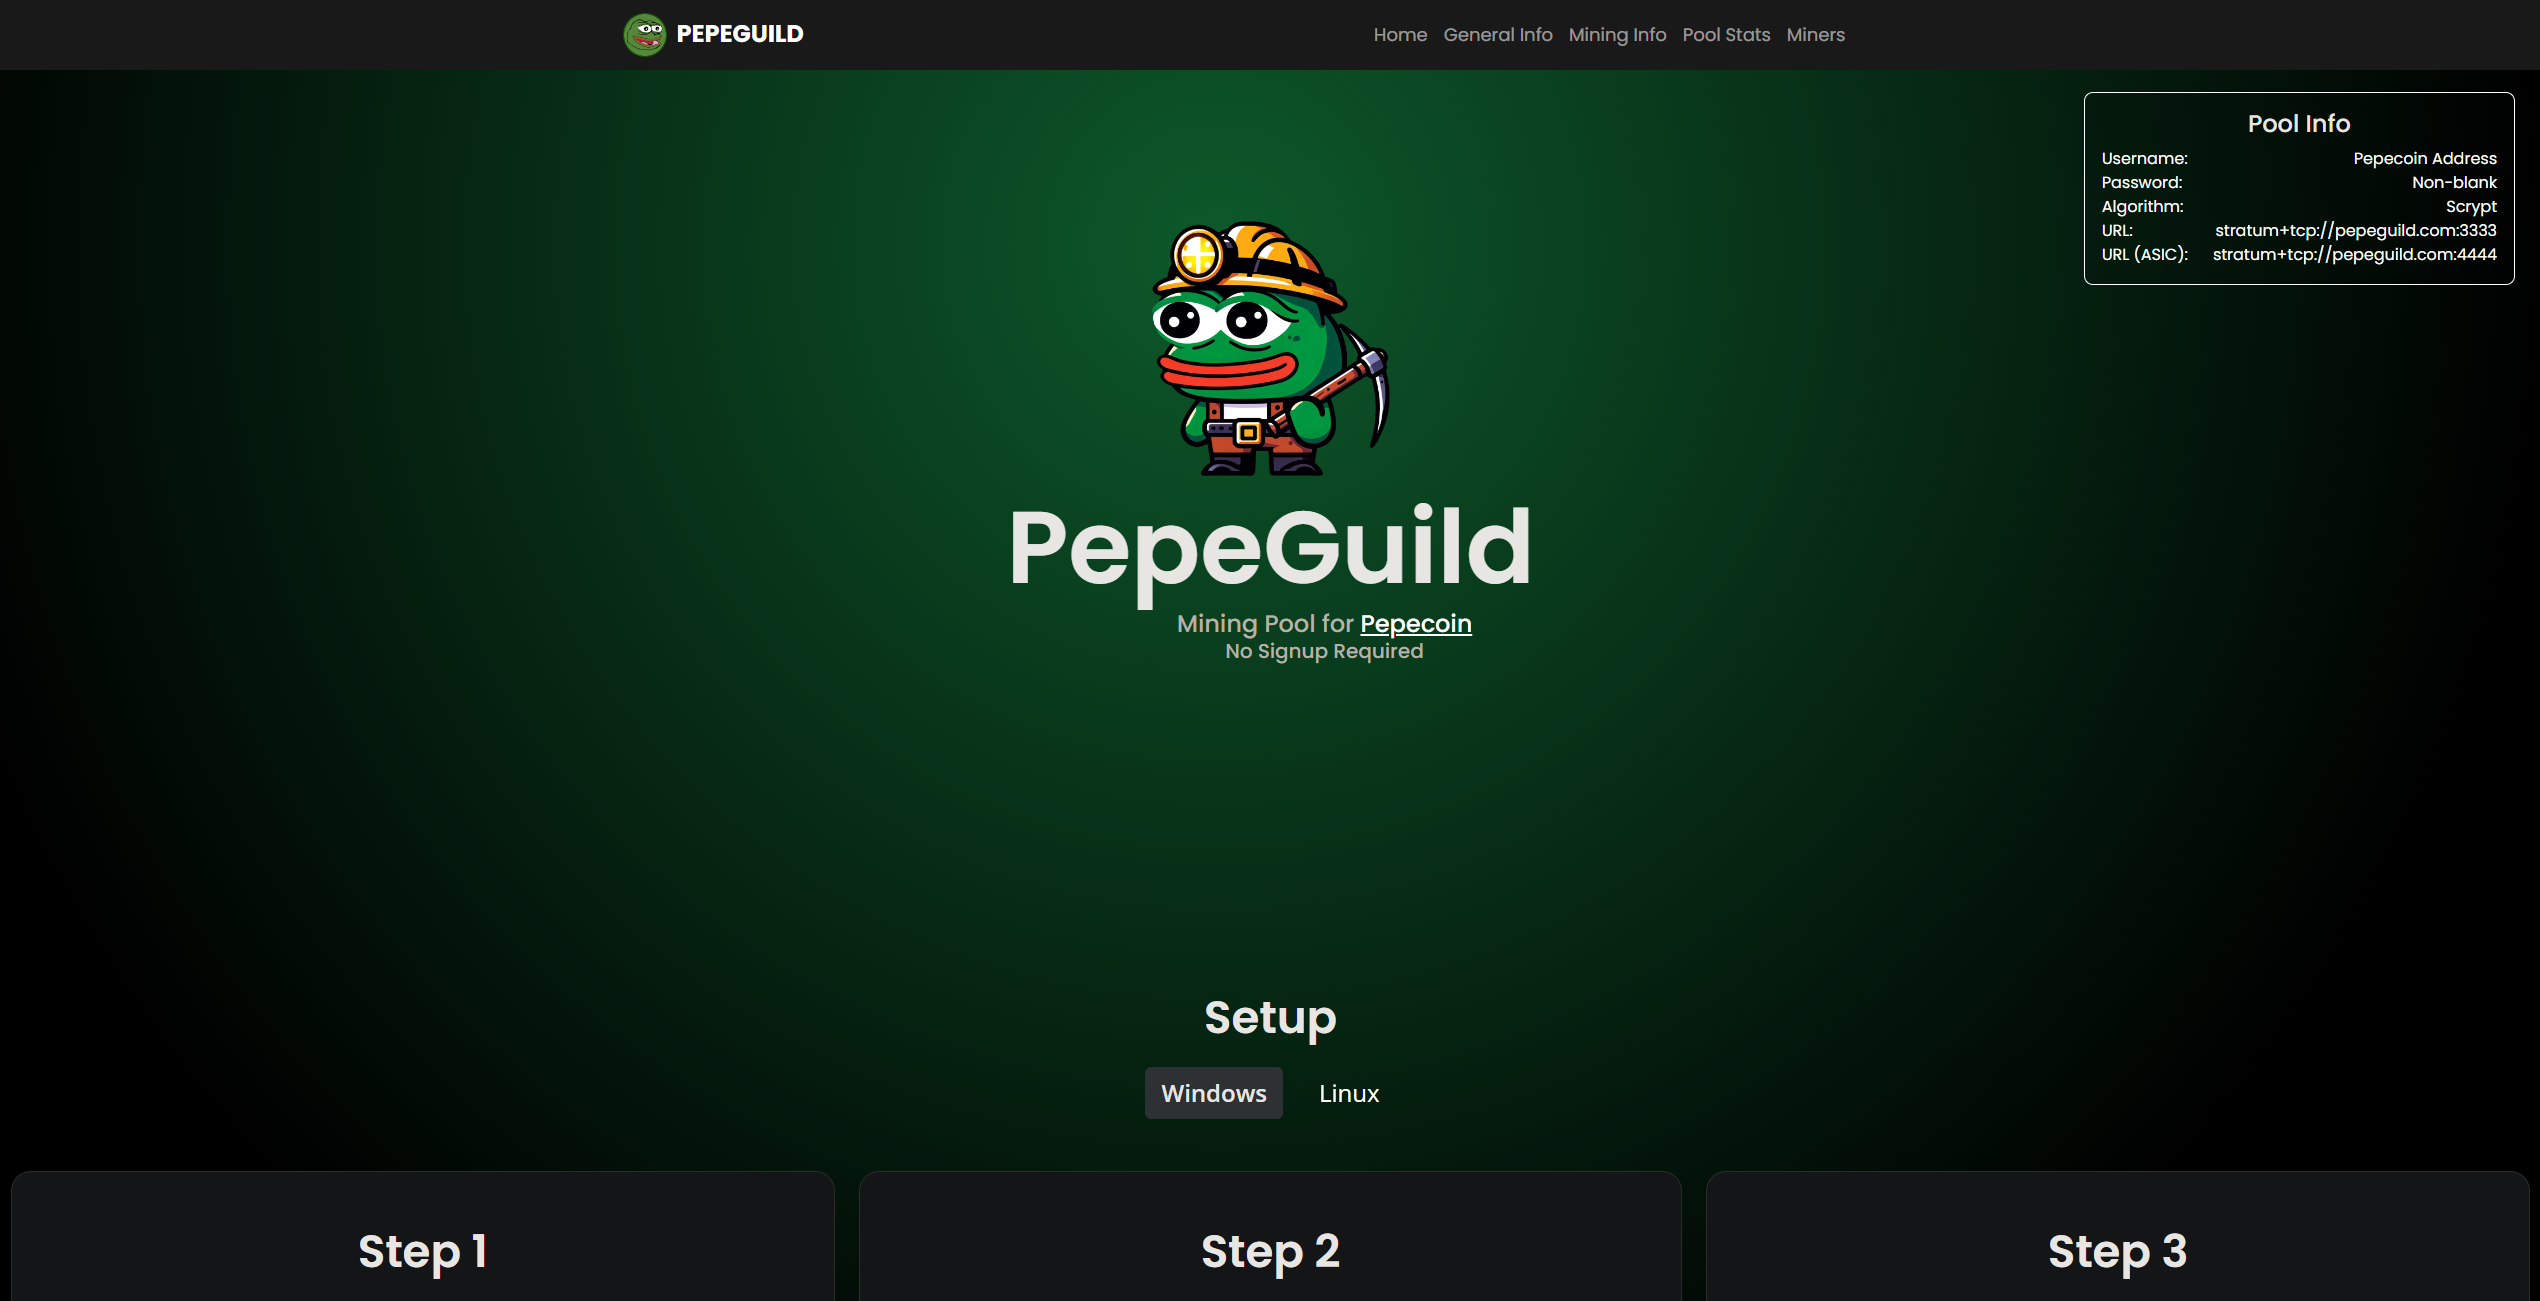 PEPEGUILD
Home General Info Mining Info Pool Stats Miners
Pool Info
Username: Pepecoin Address
Password: Non-blank
Algorithm: Scrypt
URL: stratum+tcp://pepeguild.com:3333
URL (ASIC): stratum+tcp://pepeguild.com:4444
PepeGuild
Mining Pool for Pepecoin
No Signup Required
Setup
Windows Linux
Step 1
Step 2
Step 3